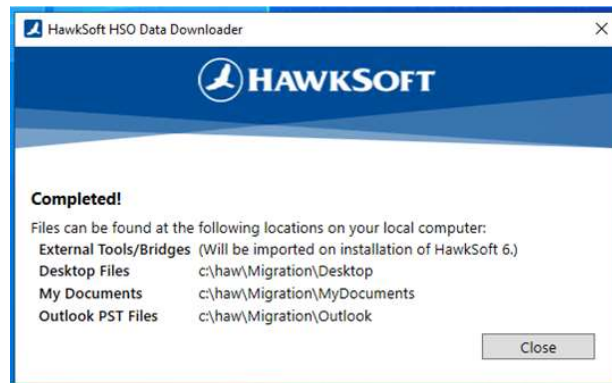 HawkSoft HSO Data Downloader
HAWKSOFT
Completed!
Files can be found at the following locations on your local computer:
External Tools/Bridges (Will be imported on installation of HawkSoft 6.)
Desktop Files c:\haw\Migration\Desktop
My Documents c:\haw\Migration\MyDocuments
Outlook PST Files c:\haw\Migration\Outlook
Close